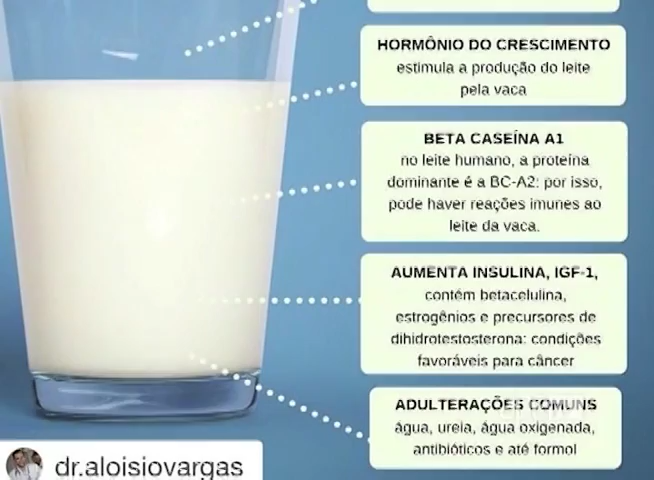 HORMÔNIO DO CRESCIMENTO
estimula a produção do leite
pela vaca
BETA CASEÍNA A1
no leite humano, a proteína
dominante é a BC-A2: por isso,
pode haver reações imunes ao
leite da vaca.
AUMENTA INSULINA, IGF-1,
contém betacelulina,
estrogênios e precursores de
dihidrotestosterona: condições
favoráveis para câncer
ADULTERAÇÕES COMUNS
água, ureia, água oxigenada,
antibióticos e até formol
dr.aloisiovargas